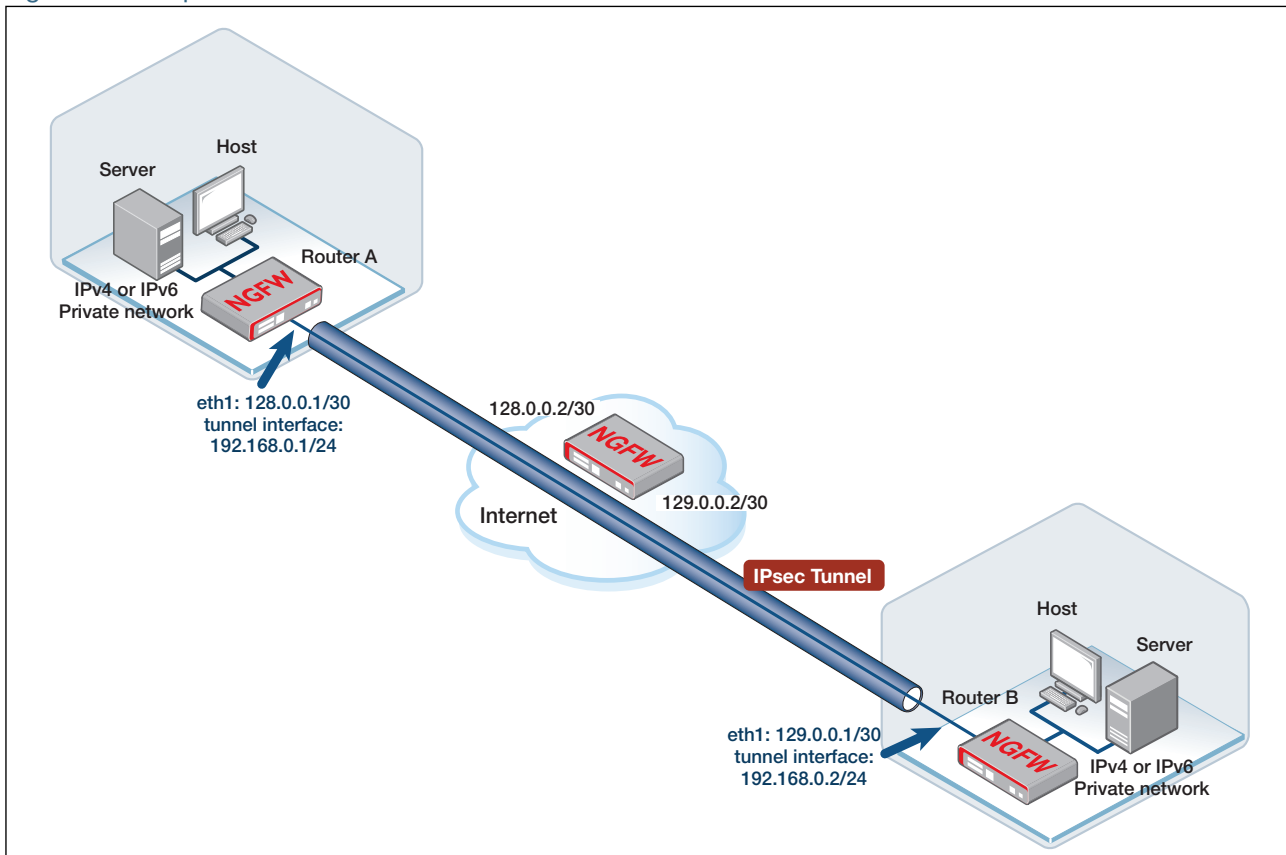 Host
Server
Router A
NGFW
IPv4 or IPv6
Private network
eth1: 128.0.0.1/30
tunnel interface:
192.168.0.1/24
128.0.0.2/30
NGFW
129.0.0.2/30
Internet
IPsec Tunnel
Host
Server
Router B
eth1: 129.0.0.1/30
tunnel interface:
192.168.0.2/24
NGFW
IPv4 or IPv6
Private network